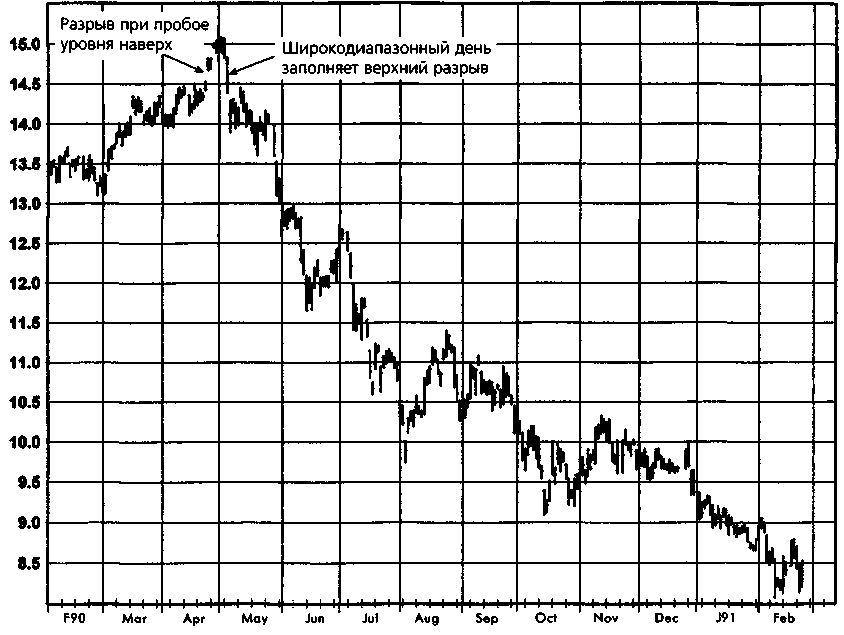 Разрыв при пробое
уровня наверх
Широкодиапазонный день
заполняет верхний разрыв
15.0
14.5
14.0
13.5
13.0
12.5
12.0
11.5
11.0
10.5
10.0
9.5
9.0
8.5
F90 Mar Apr May Jun Jul Aug Sep Oct Nov Dec J91 Feb